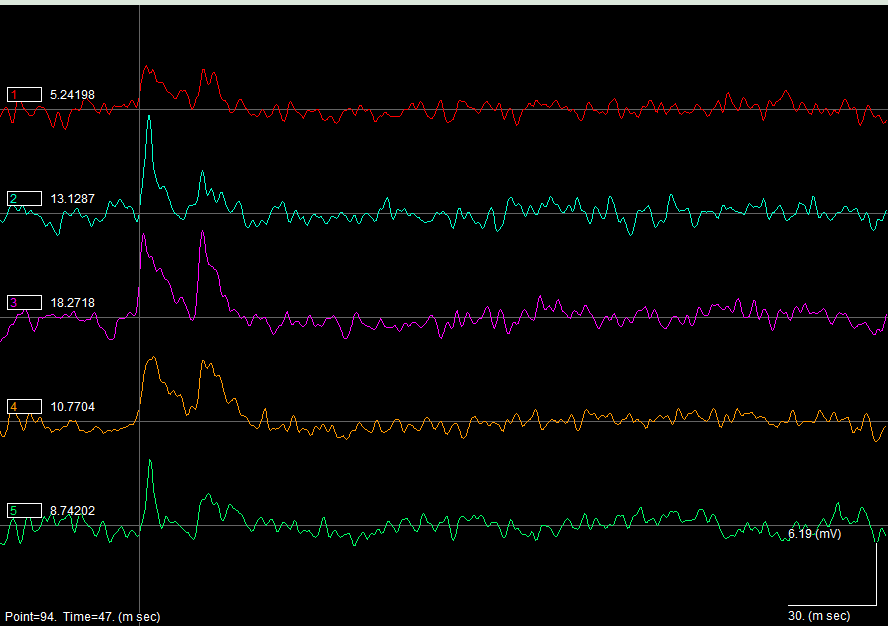 1 5.24198
2 13.1287
3 18.2718
4 10.7704
5 8.74202
6.19 (mV)
Point=94. Time=47. (m sec)
30. (m sec)